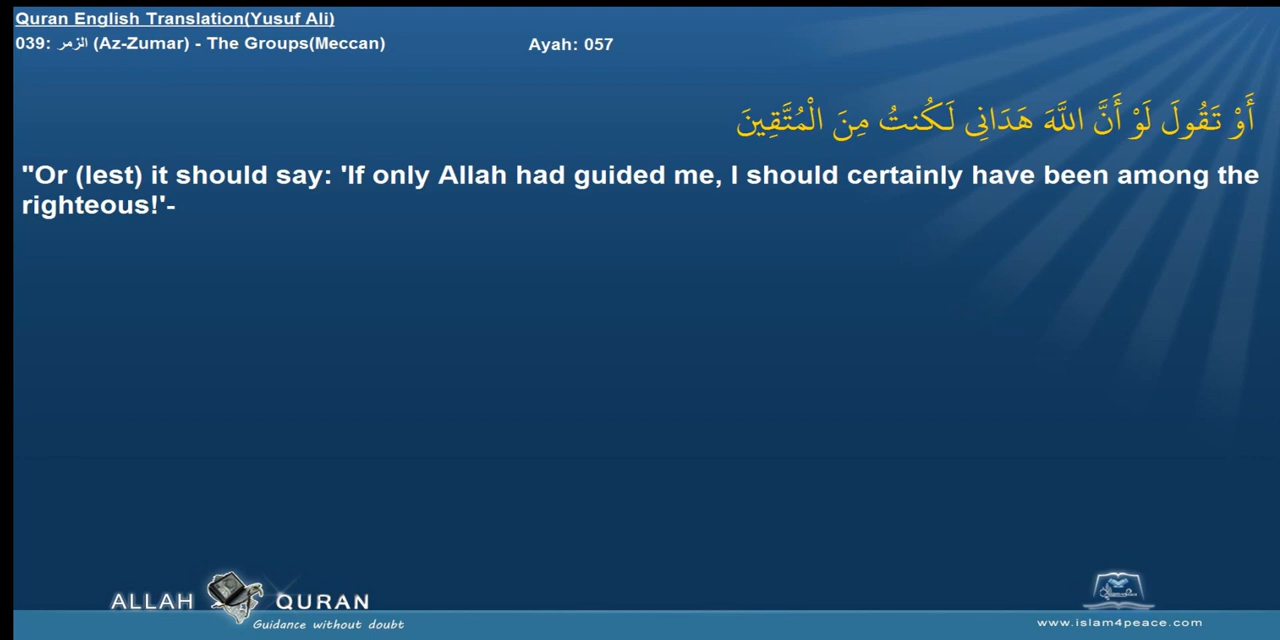 Quran English Translation(Yusuf Ali)
039: الزمر (Az-Zumar) - The Groups(Meccan) Ayah: 057
أَوْ تَقُولَ لَوْ أَنَّ اللَّهَ هَدَانِي لَكُنتُ مِنَ الْمُتَّقِينَ
"Or (lest) it should say: 'If only Allah had guided me, I should certainly have been among the
righteous!'-
ALLAH QURAN
Guidance without doubt
www.islam4peace.com